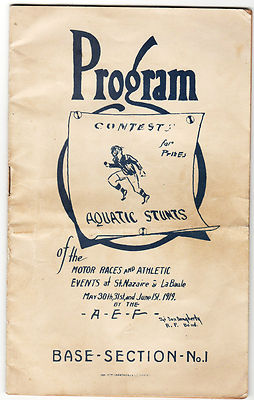 Program
CONTESTS
for
PRIZES
AQUATIC STUNTS
of the
MOTOR RACES AND ATHLETIC
EVENTS at St. Nazaire & La Baule
MAY 30th, 31st, and JUNE 1st, 1919.
BY THE
-A-E-F-
BASE-SECTION-No.1